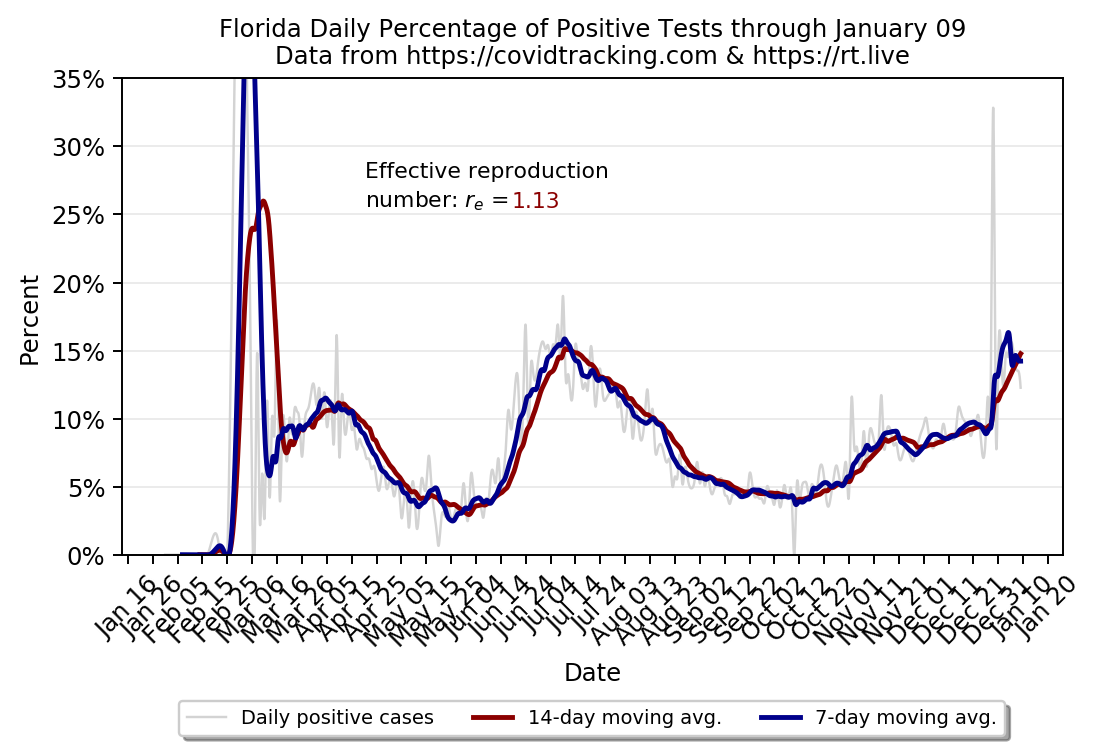 Florida Daily Percentage of Positive Tests through January 09
Data from https://covidtracking.com & https://rt.live
35%
30%
25%
20%
15%
10%
5%
0%
Percent
Effective reproduction
number: rₑ = 1.13
Jan 16
Jan 26
Feb 05
Feb 15
Feb 25
Mar 06
Mar 16
Mar 26
Apr 05
Apr 15
Apr 25
May 05
May 15
May 25
Jun 04
Jun 14
Jun 24
Jul 04
Jul 14
Jul 24
Aug 03
Aug 13
Aug 23
Sep 02
Sep 12
Sep 22
Oct 02
Oct 12
Oct 22
Nov 01
Nov 11
Nov 21
Dec 01
Dec 11
Dec 21
Dec 31
Jan 10
Jan 20
Date
Daily positive cases
14-day moving avg.
7-day moving avg.